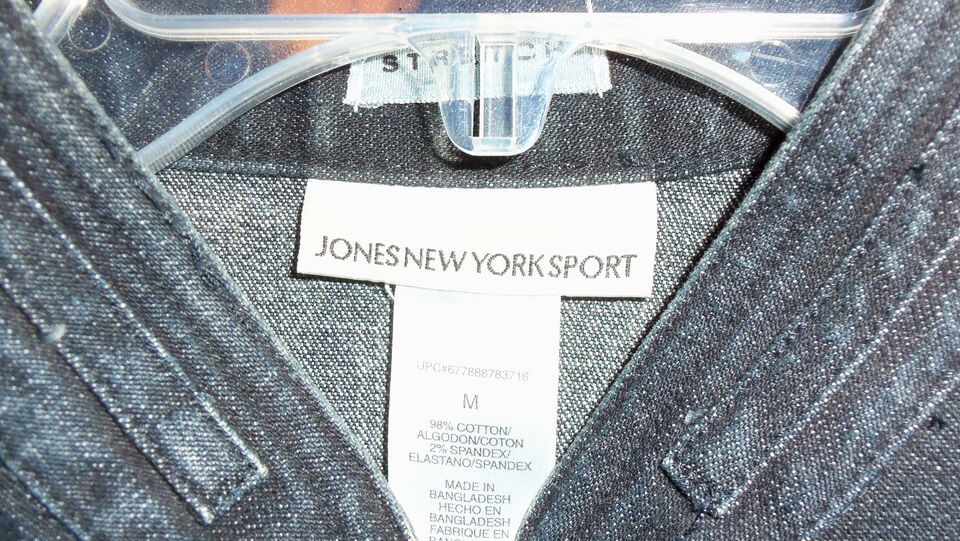 STRETCH
JONES NEW YORK SPORT
UPC#677888783716
M
98% COTTON/
ALGODON/COTON
2% SPANDEX/
ELASTANO/SPANDEX
MADE IN
BANGLADESH
HECHO EN
BANGLADESH
FABRIQUE EN